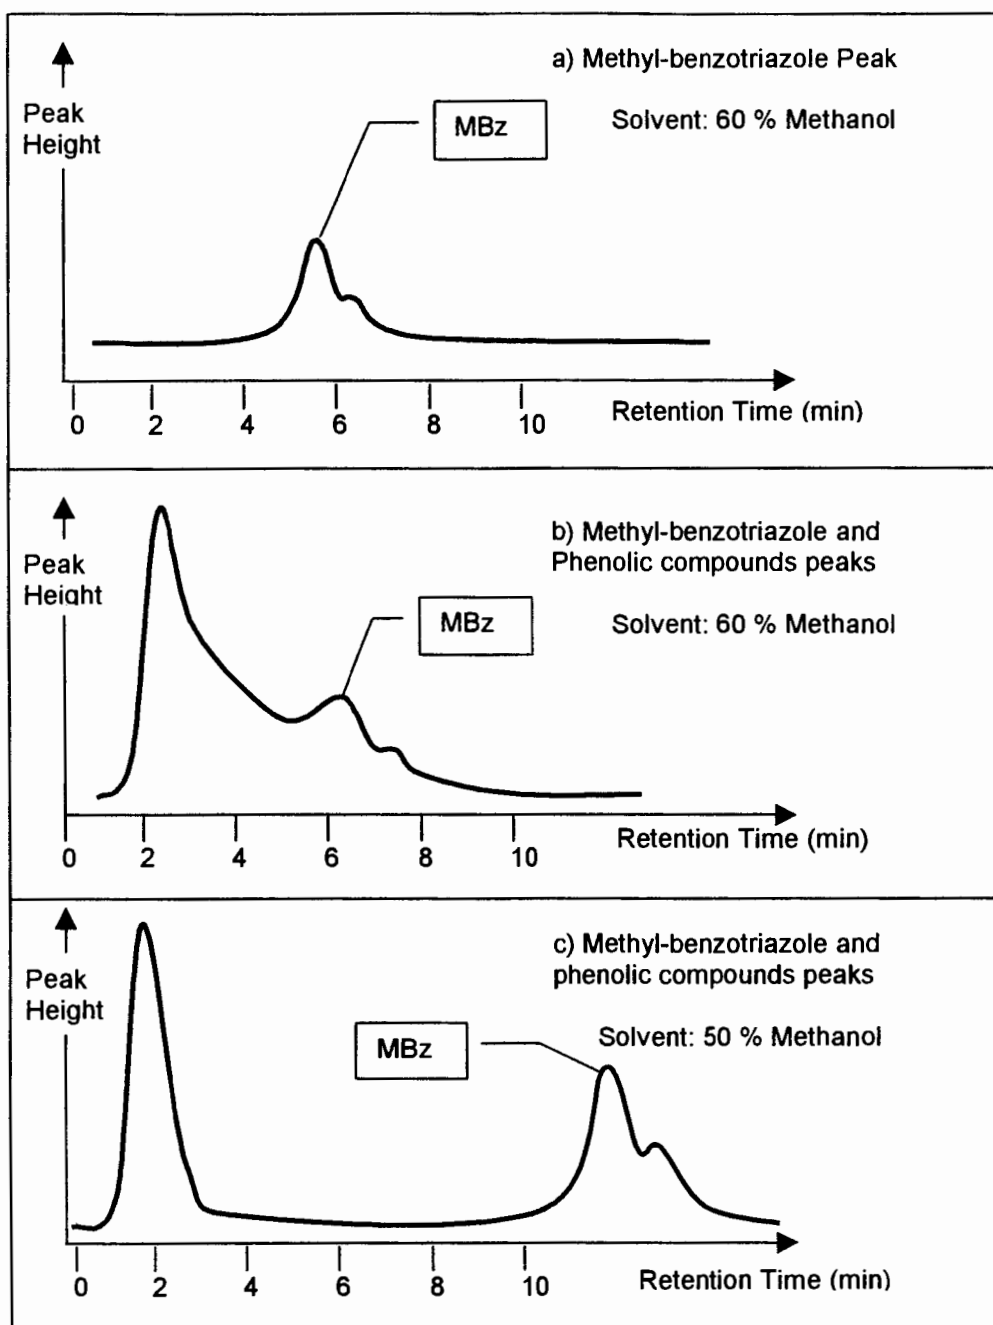 a) Methyl-benzotriazole Peak
Peak
Height
MBz
Solvent: 60 % Methanol
0 2 4 6 8 10
Retention Time (min)
b) Methyl-benzotriazole and
Phenolic compounds peaks
Peak
Height
MBz
Solvent: 60 % Methanol
0 2 4 6 8 10
Retention Time (min)
c) Methyl-benzotriazole and
phenolic compounds peaks
Peak
Height
MBz
Solvent: 50 % Methanol
0 2 4 6 8 10
Retention Time (min)